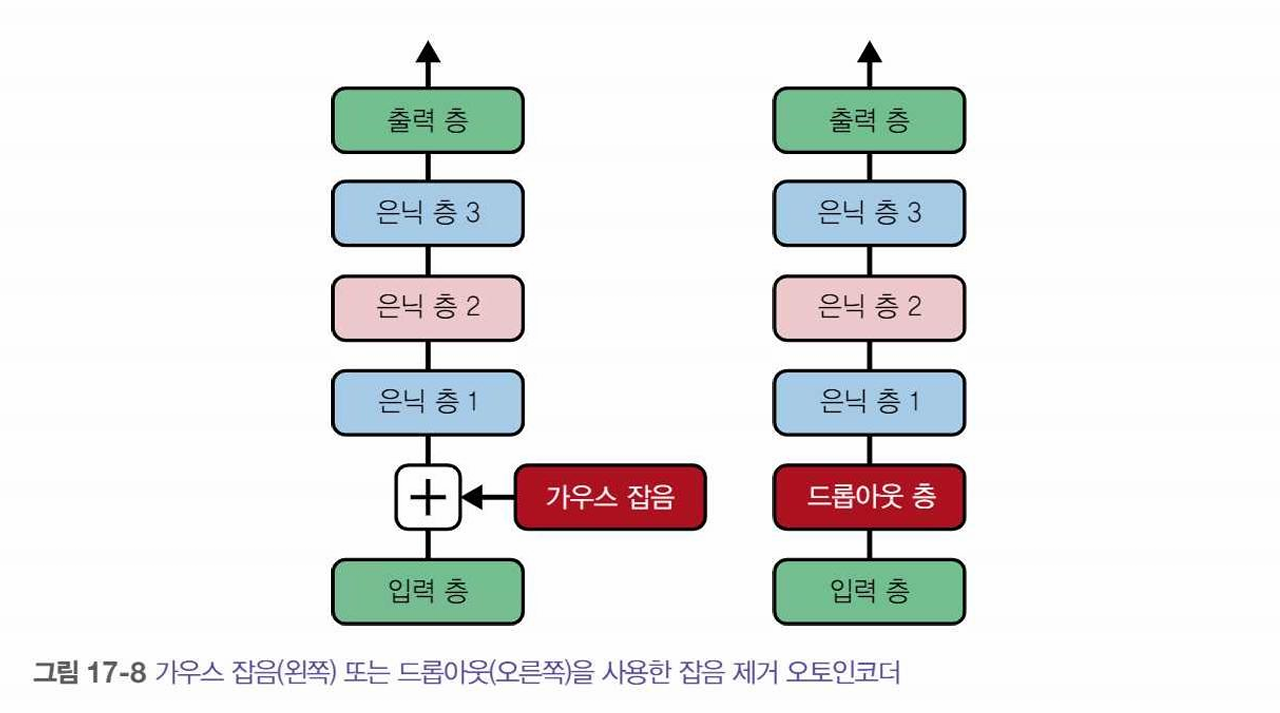 출력 층
은닉 층 3
은닉 층 2
은닉 층 1
+
가우스 잡음
입력 층
출력 층
은닉 층 3
은닉 층 2
은닉 층 1
드롭아웃 층
입력 층
그림 17-8 가우스 잡음(왼쪽) 또는 드롭아웃(오른쪽)을 사용한 잡음 제거 오토인코더